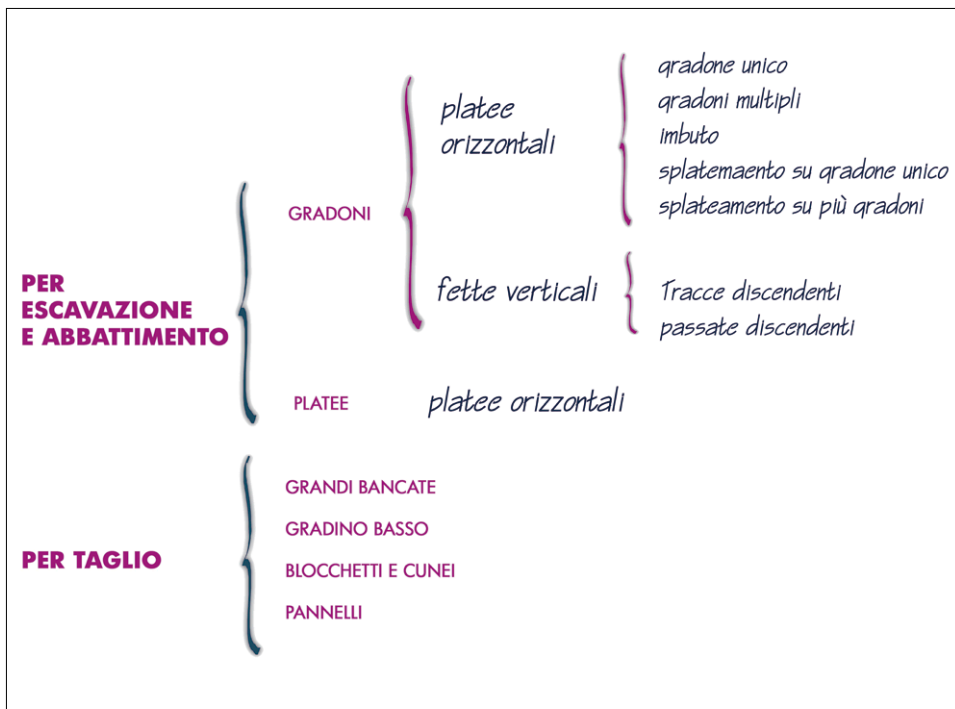 PER
ESCAVAZIONE
E ABBATTIMENTO
GRADONI
platee
orizzontali
gradone unico
gradoni multipli
imbuto
splatemaento su gradone unico
splateamento su più gradoni
fette verticali
Tracce discendenti
passate discendenti
PLATEE
platee orizzontali
PER TAGLIO
GRANDI BANCATE
GRADINO BASSO
BLOCCHETTI E CUNEI
PANNELLI